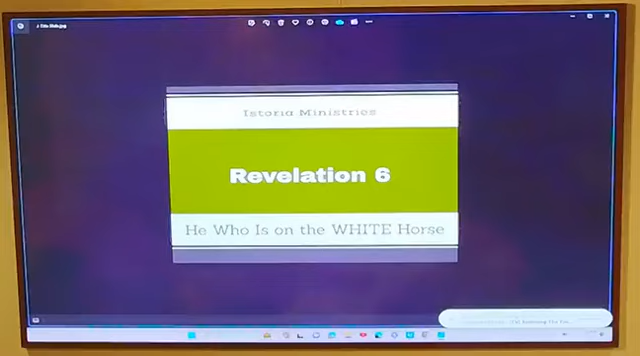 Istoria Ministries
Revelation 6
He Who Is on the WHITE Horse